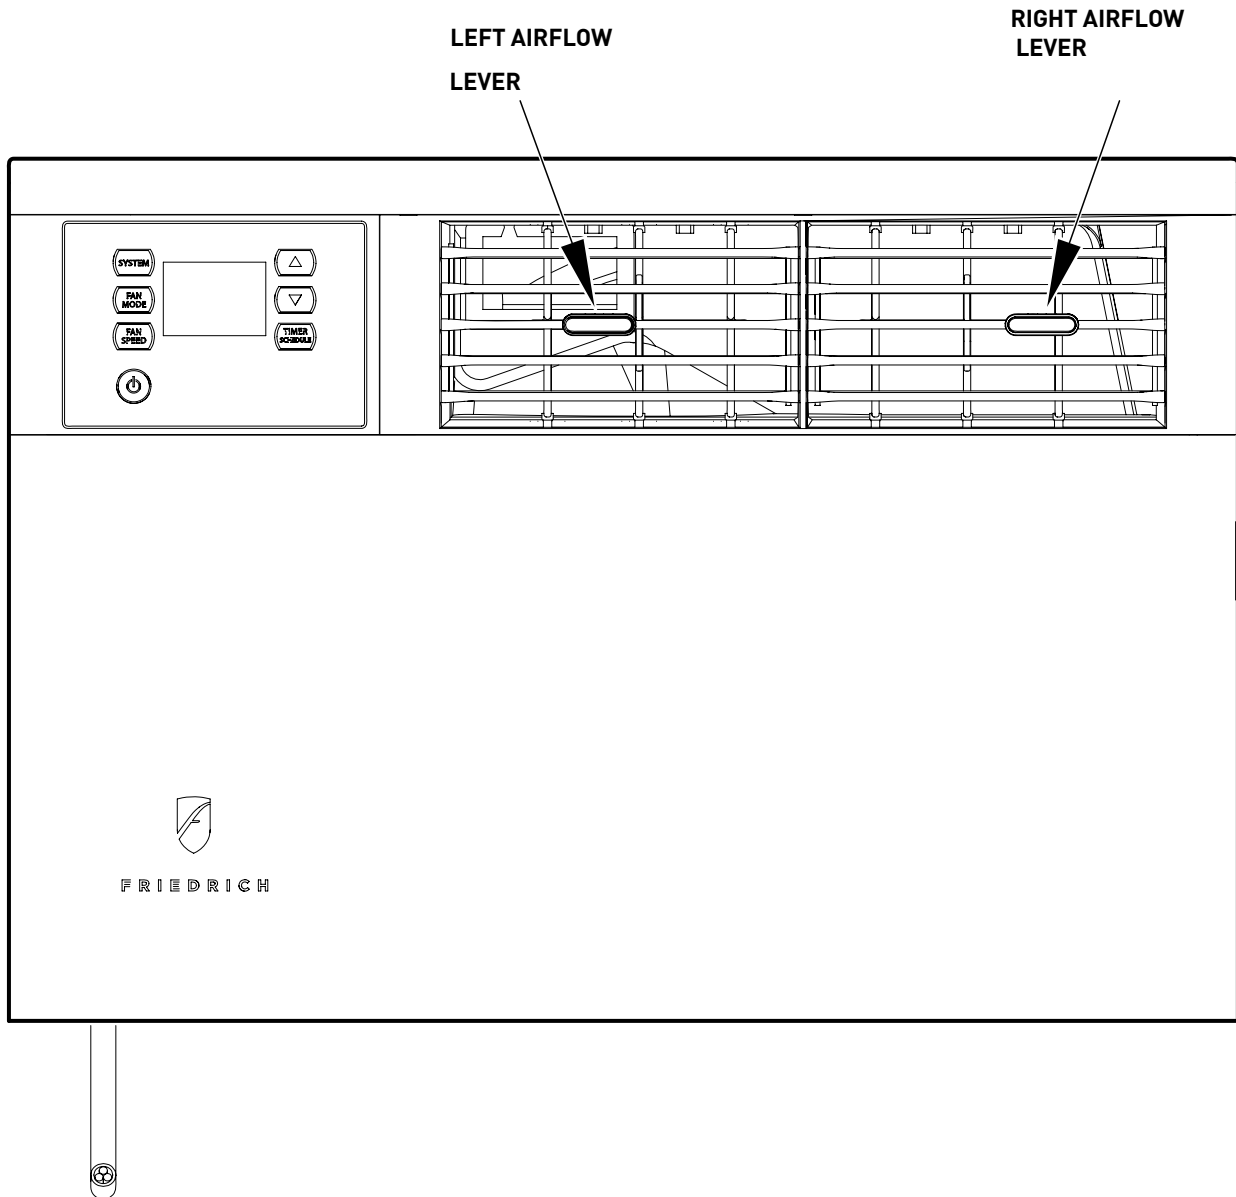 LEFT AIRFLOW
LEVER
RIGHT AIRFLOW
LEVER
SYSTEM
FAN
MODE
FAN
SPEED
TIMER
SCHEDULE
FRIEDRICH